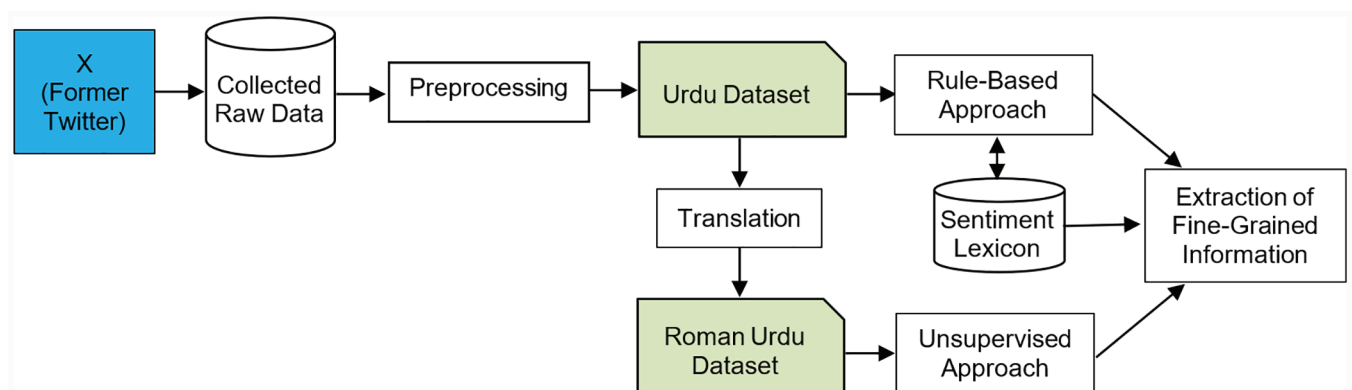 X
(Former
Twitter)
Collected
Raw Data
Preprocessing
Urdu Dataset
Rule-Based
Approach
Translation
Sentiment
Lexicon
Extraction of
Fine-Grained
Information
Roman Urdu
Dataset
Unsupervised
Approach